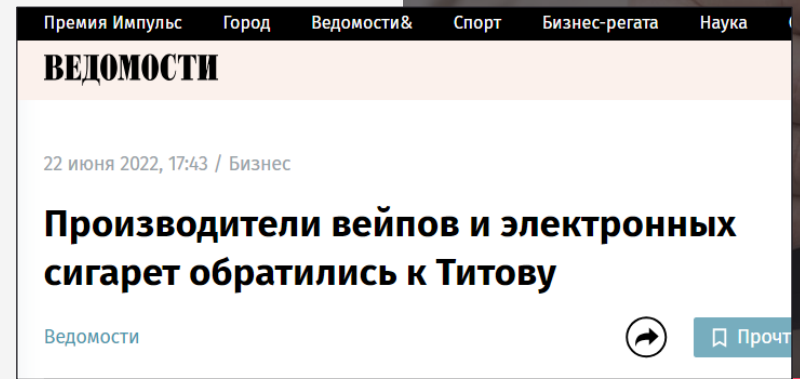 Премия Импульс Город Ведомости& Спорт Бизнес-регата Наука
ВЕДОМОСТИ
22 июня 2022, 17:43 / Бизнес
Производители вейпов и электронных
сигарет обратились к Титову
Ведомости